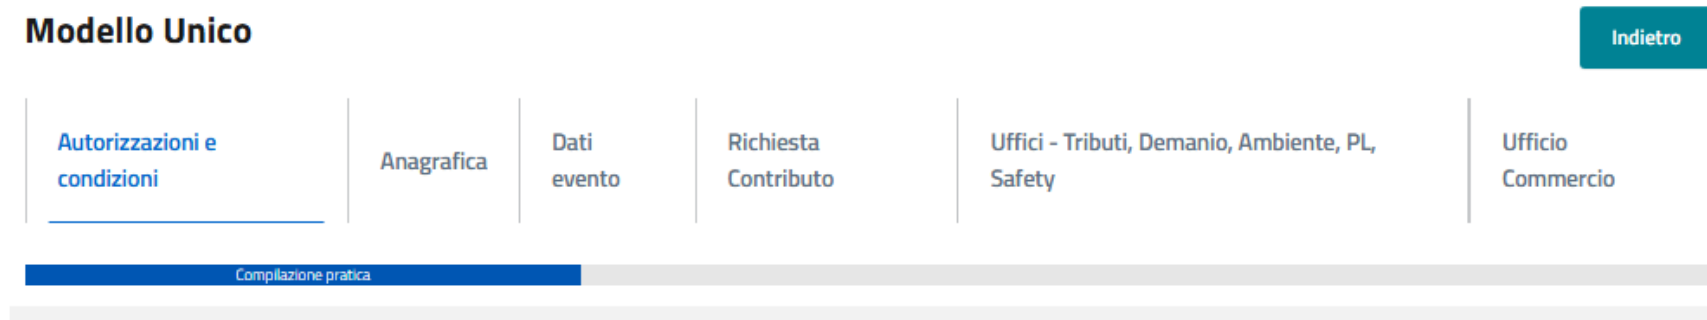 Modello Unico
Indietro
Autorizzazioni e
condizioni
Anagrafica
Dati
evento
Richiesta
Contributo
Uffici - Tributi, Demanio, Ambiente, PL,
Safety
Ufficio
Commercio
Compilazione pratica